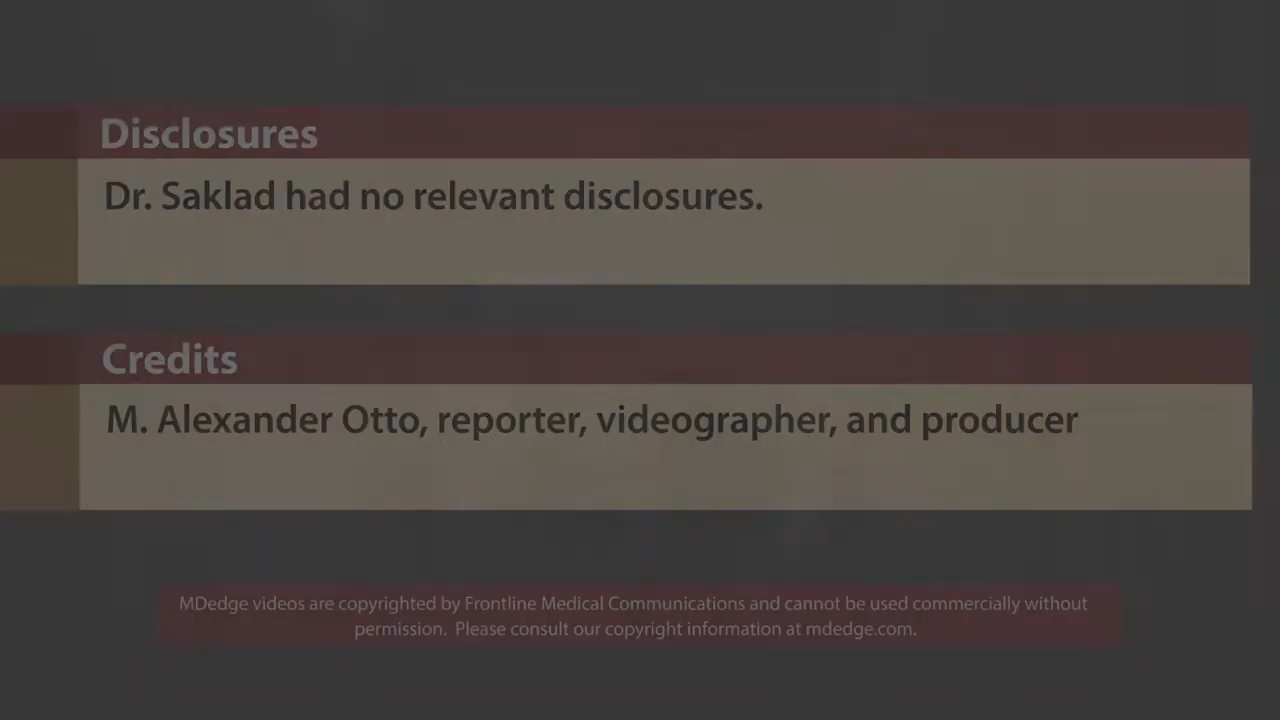 Disclosures
Dr. Saklad had no relevant disclosures.
Credits
M. Alexander Otto, reporter, videographer, and producer
MDedge videos are copyrighted by Frontline Medical Communications and cannot be used commercially without
permission.  Please consult our copyright information at mdedge.com.